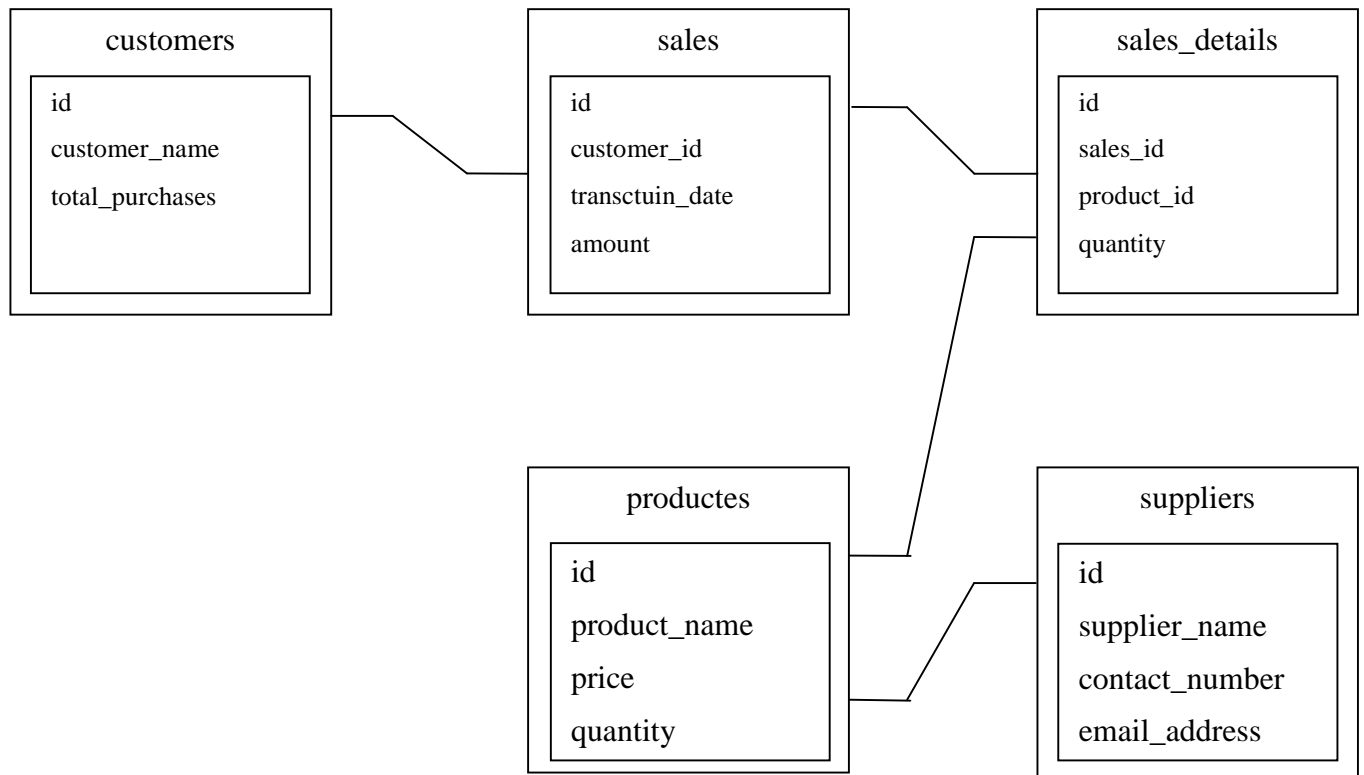 customers
id
customer_name
total_purchases
sales
id
customer_id
transctuin_date
amount
sales_details
id
sales_id
product_id
quantity
productes
id
product_name
price
quantity
suppliers
id
supplier_name
contact_number
email_address